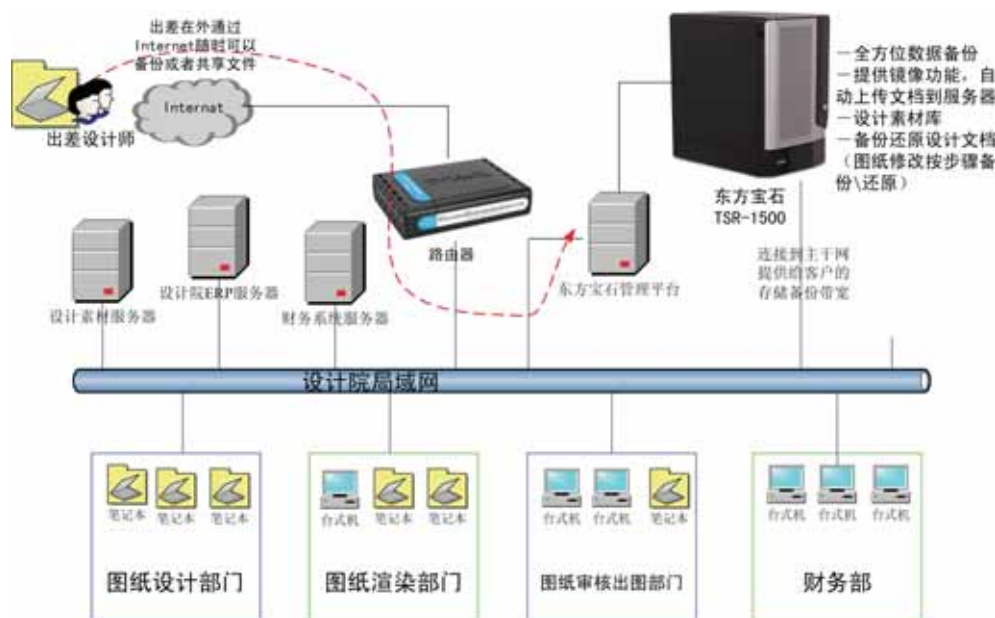 出差在外通过
Internet随时可以
备份或者共享文件
Internet
出差设计师
—全方位数据备份
—提供镜像功能，自
动上传文档到服务器
—设计素材库
—备份还原设计文档
（图纸修改按步骤备
份\还原）
东方宝石
TSR-1500
路由器
连接到主干网
提供给客户的
存储备份带宽
设计素材服务器
设计院ERP服务器
财务系统服务器
东方宝石管理平台
设计院局域网
笔记本 笔记本 笔记本
台式机 笔记本 笔记本
台式机 台式机 笔记本
台式机 台式机 台式机
图纸设计部门
图纸渲染部门
图纸审核出图部门
财务部